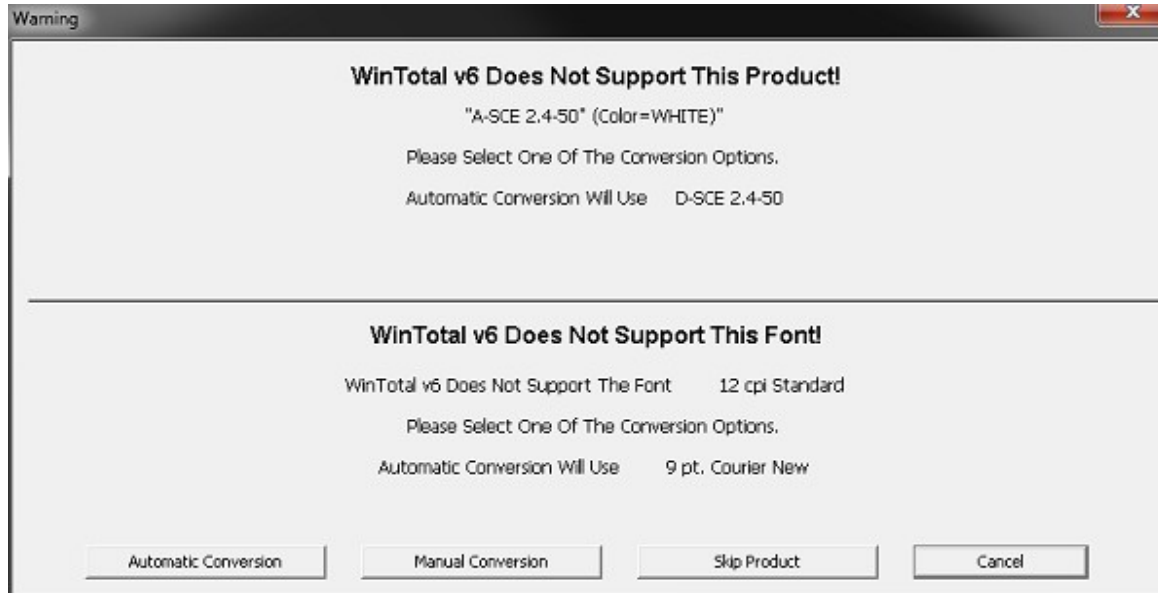 Warning
X
WinTotal v6 Does Not Support This Product!
"A-SCE 2.4-50" (Color=WHITE)"
Please Select One Of The Conversion Options.
Automatic Conversion Will Use D-SCE 2.4-50
WinTotal v6 Does Not Support This Font!
WinTotal v6 Does Not Support The Font 12 cpi Standard
Please Select One Of The Conversion Options.
Automatic Conversion Will Use 9 pt. Courier New
Automatic Conversion Manual Conversion Skip Product Cancel